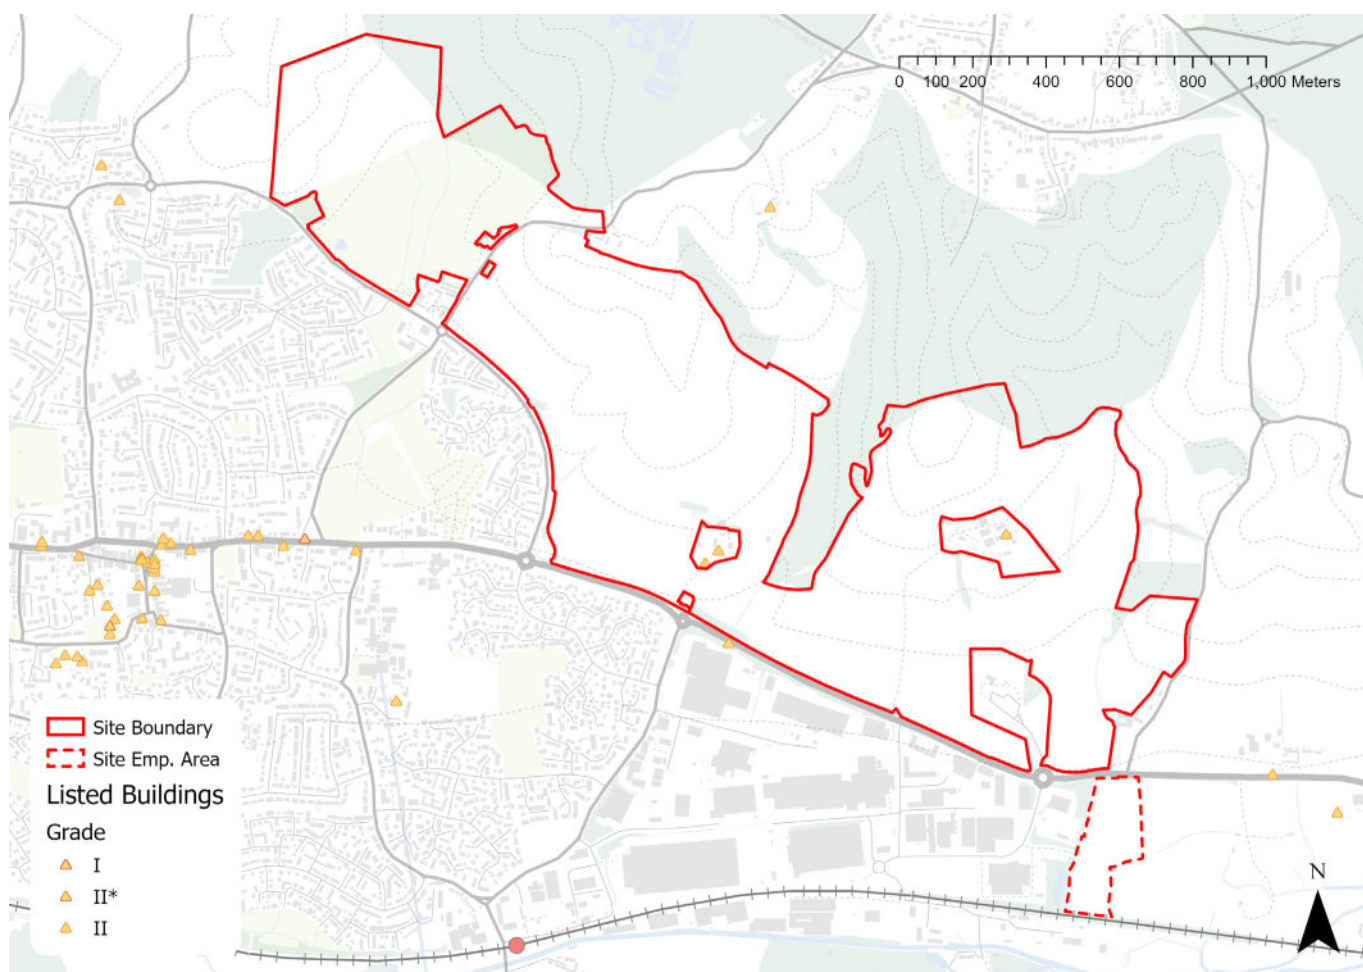 0 100 200 400 600 800 1,000 Meters
Site Boundary
Site Emp. Area
Listed Buildings
Grade
I
II*
II
N